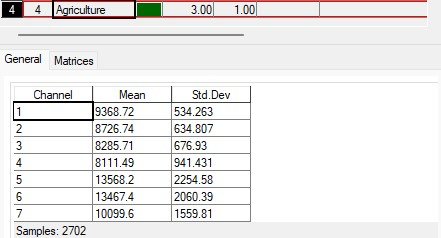 4 4 Agriculture 3.00 1.00
General Matrices
Channel Mean Std.Dev
1 9368.72 534.263
2 8726.74 634.807
3 8285.71 676.93
4 8111.49 941.431
5 13568.2 2254.58
6 13467.4 2060.39
7 10099.6 1559.81
Samples: 2702